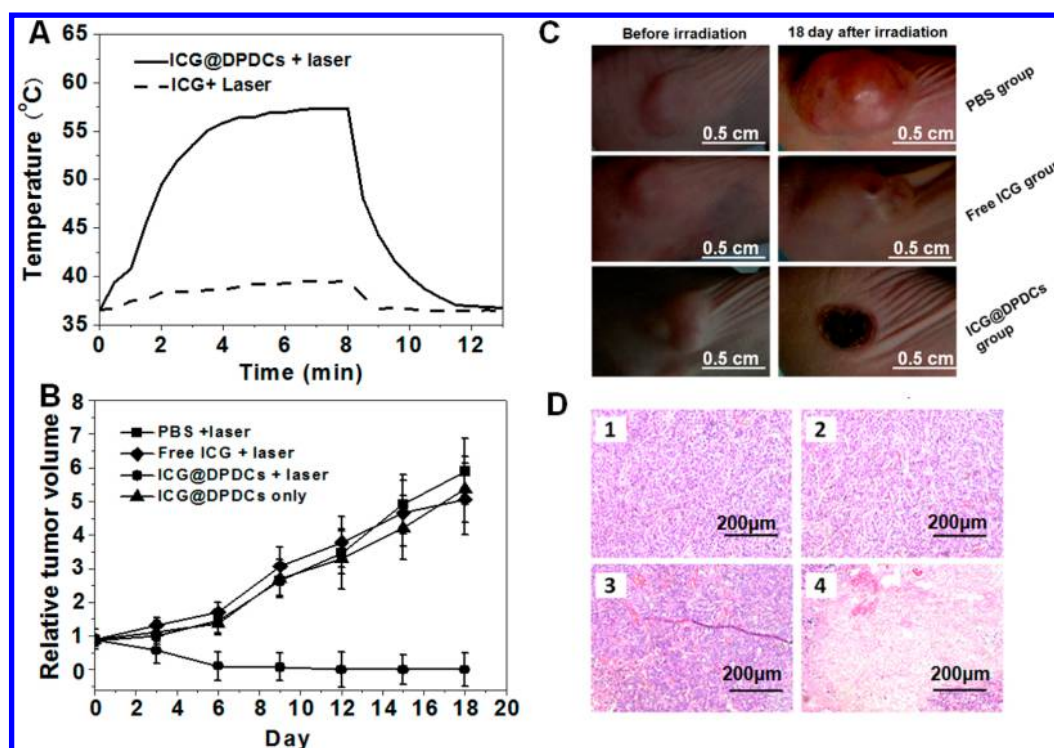 A
ICG@DPDCs + laser
ICG+ Laser
Temperature (°C)
65
60
55
50
45
40
35
0 2 4 6 8 10 12
Time (min)
B
PBS +laser
Free ICG + laser
ICG@DPDCs + laser
ICG@DPDCs only
Relative tumor volume
8
7
6
5
4
3
2
1
0
0 2 4 6 8 10 12 14 16 18 20
Day
C
Before irradiation 18 day after irradiation
0.5 cm 0.5 cm
PBS group
0.5 cm 0.5 cm
Free ICG group
0.5 cm 0.5 cm
ICG@DPDCs
group
D
1 2
200μm 200μm
3 4
200μm 200μm